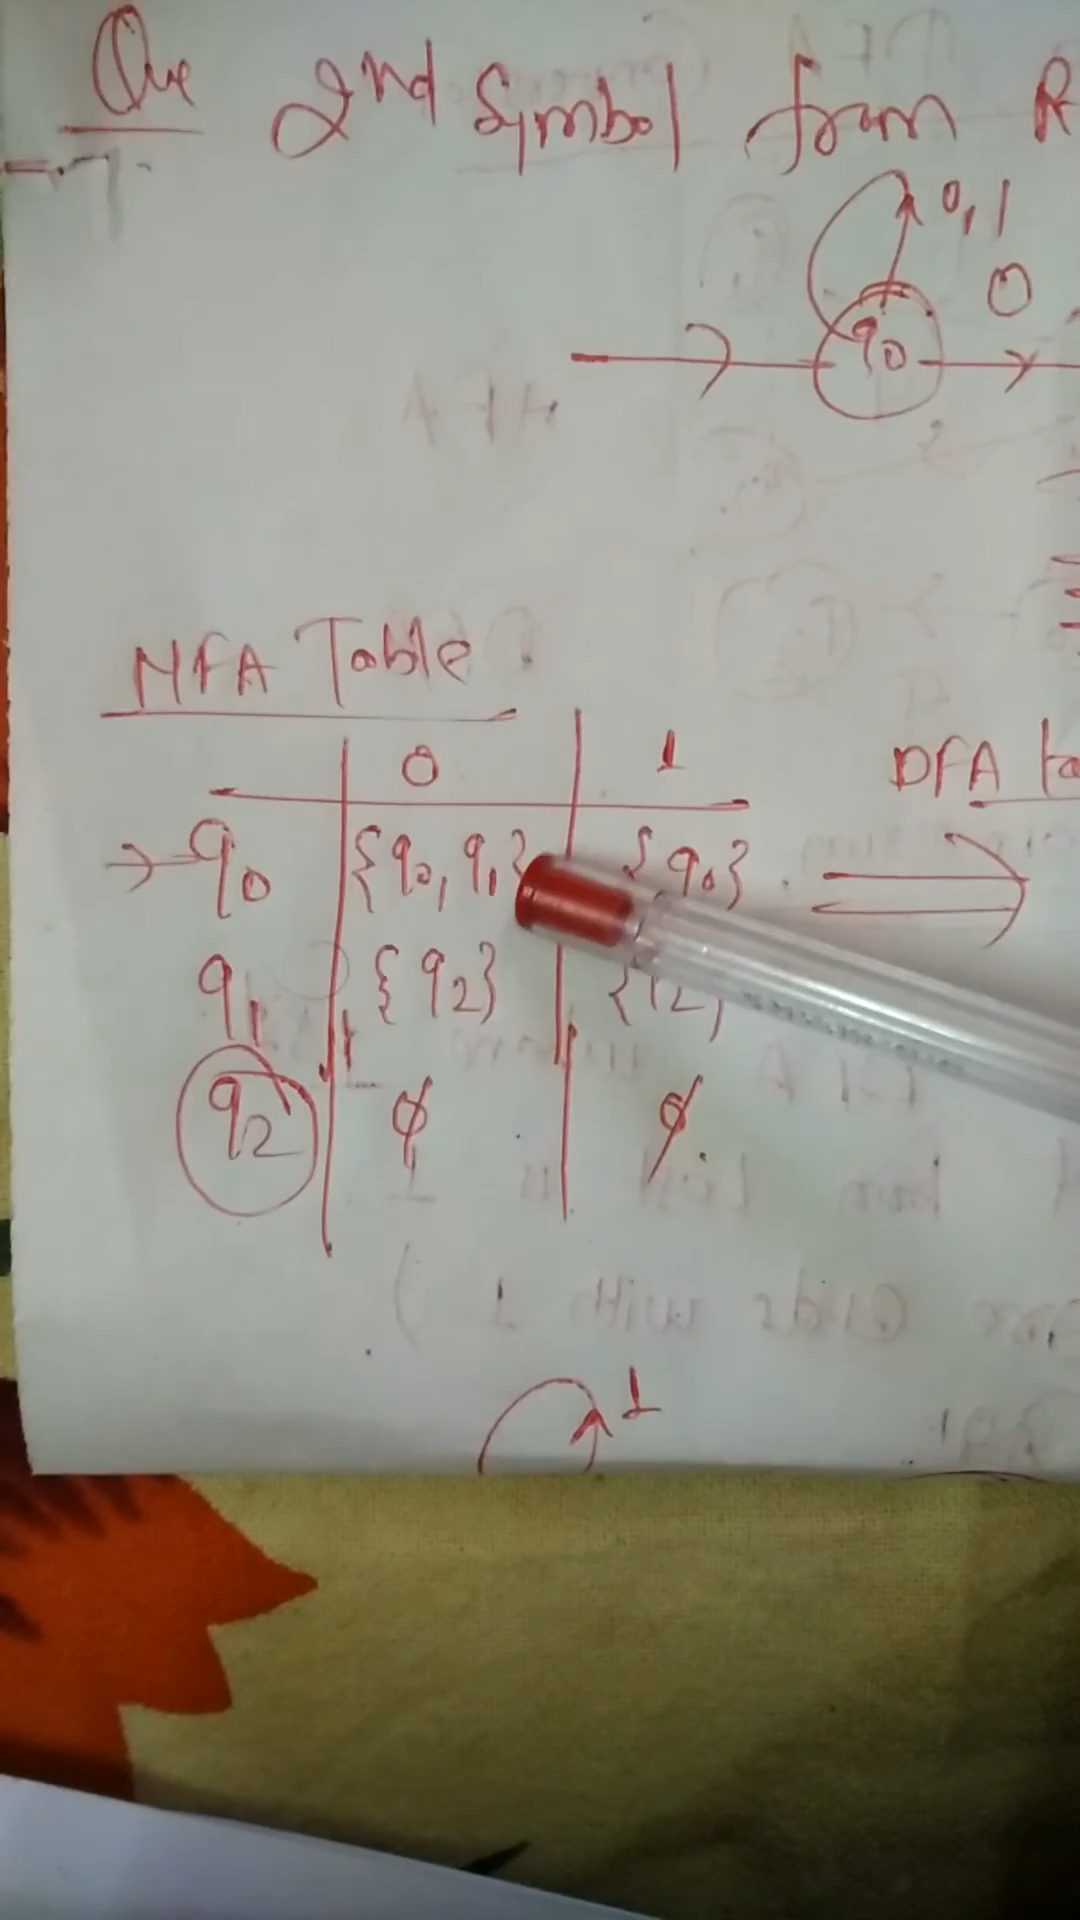 Que 2nd Symbol from R
0,1
0
q0
NFA Table
0 1
q0 {q0, q1} {q0}
DFA ta
q1 {q2}
q2 ϕ ϕ
1